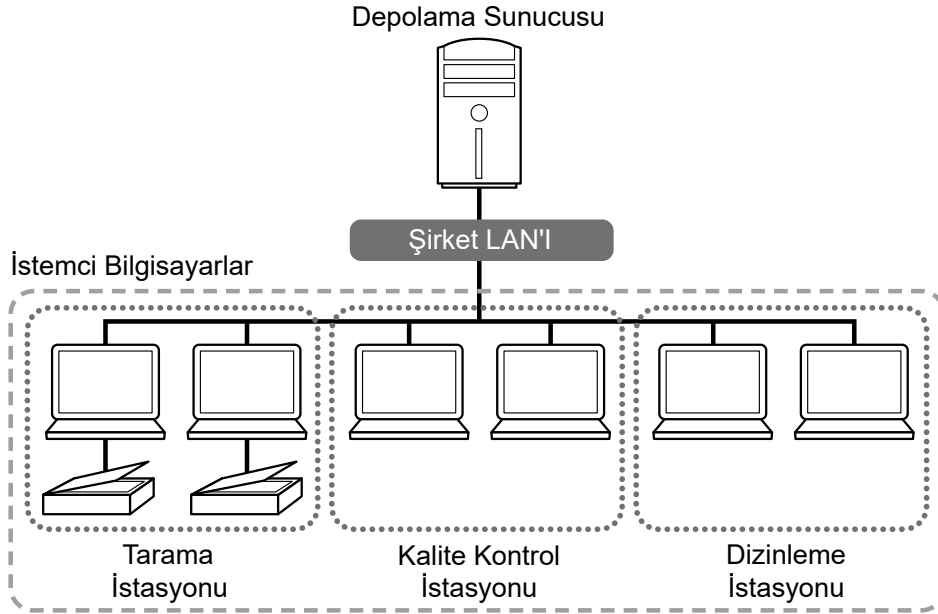 Depolama Sunucusu
Şirket LAN'I
İstemci Bilgisayarlar
Tarama
İstasyonu
Kalite Kontrol
İstasyonu
Dizinleme
İstasyonu